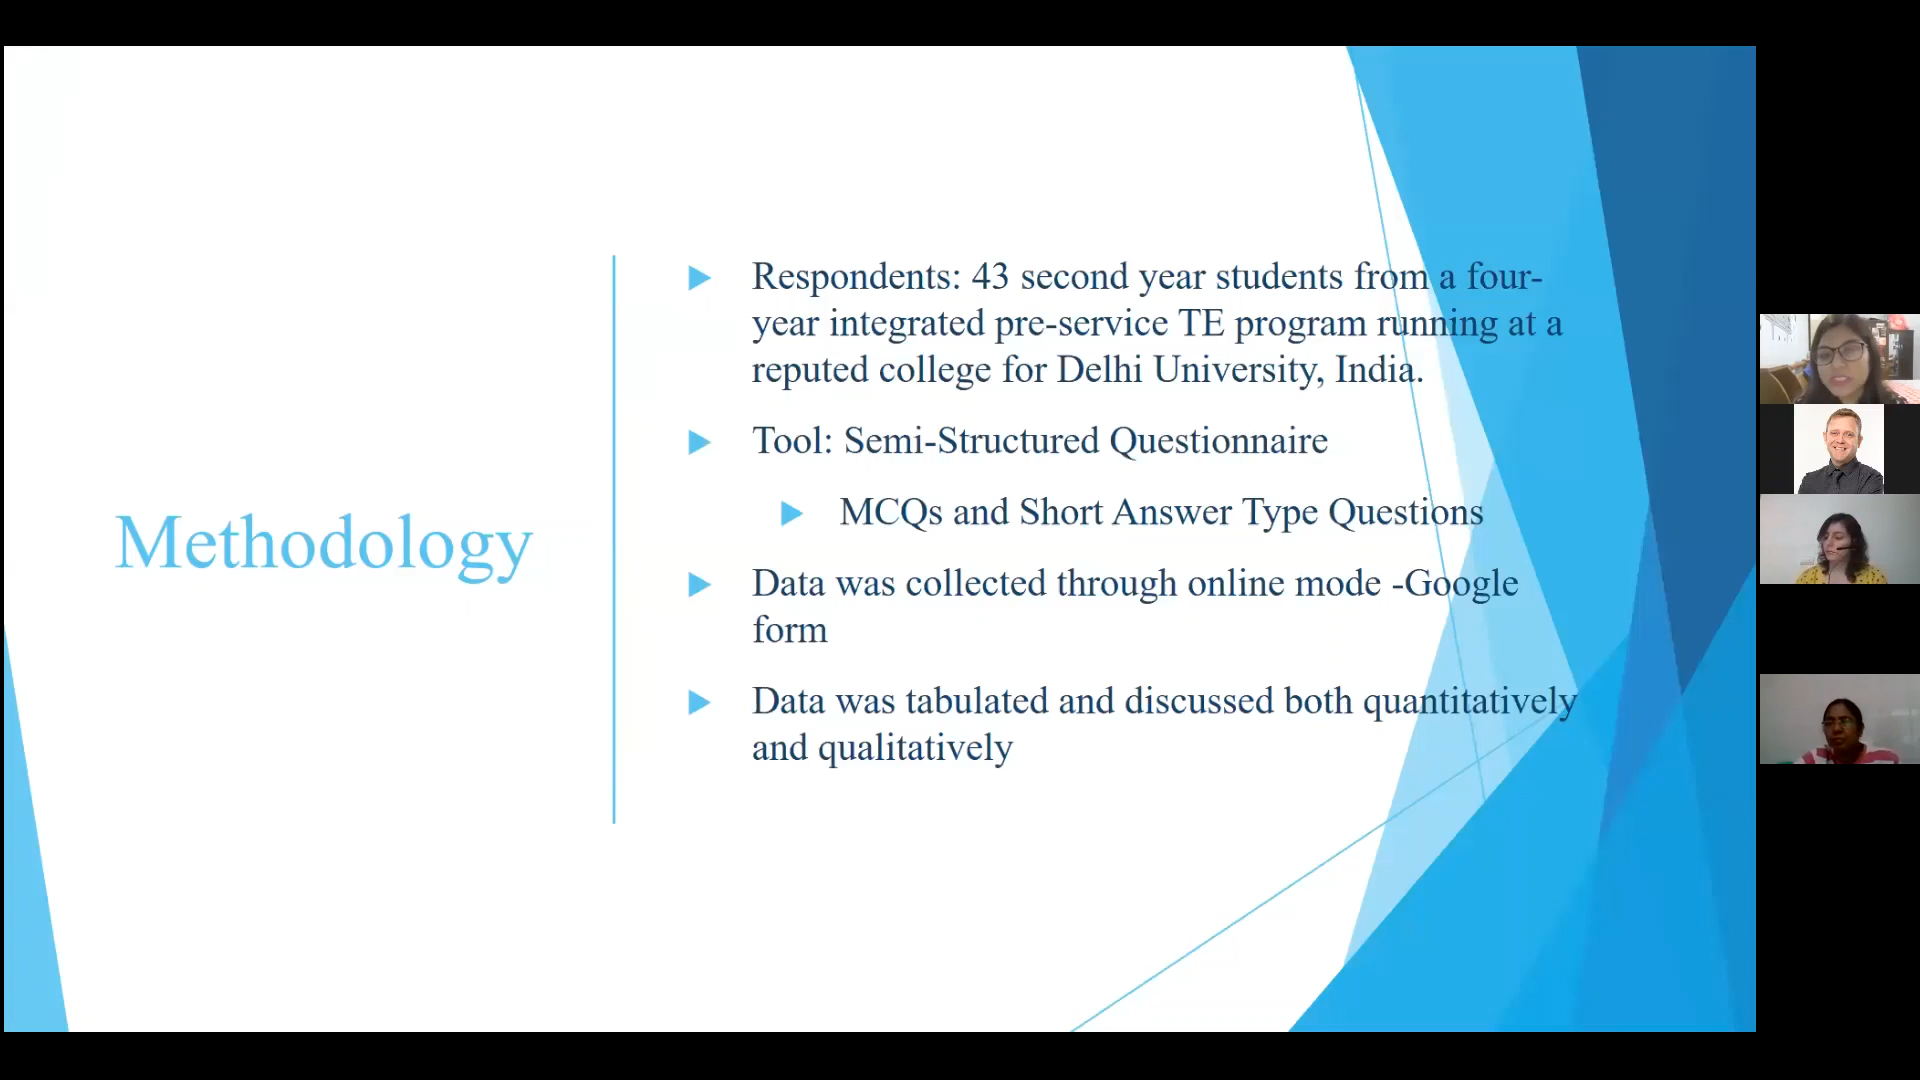 Methodology
Respondents: 43 second year students from a four-
year integrated pre-service TE program running at a
reputed college for Delhi University, India.
Tool: Semi-Structured Questionnaire
MCQs and Short Answer Type Questions
Data was collected through online mode -Google
form
Data was tabulated and discussed both quantitatively
and qualitatively